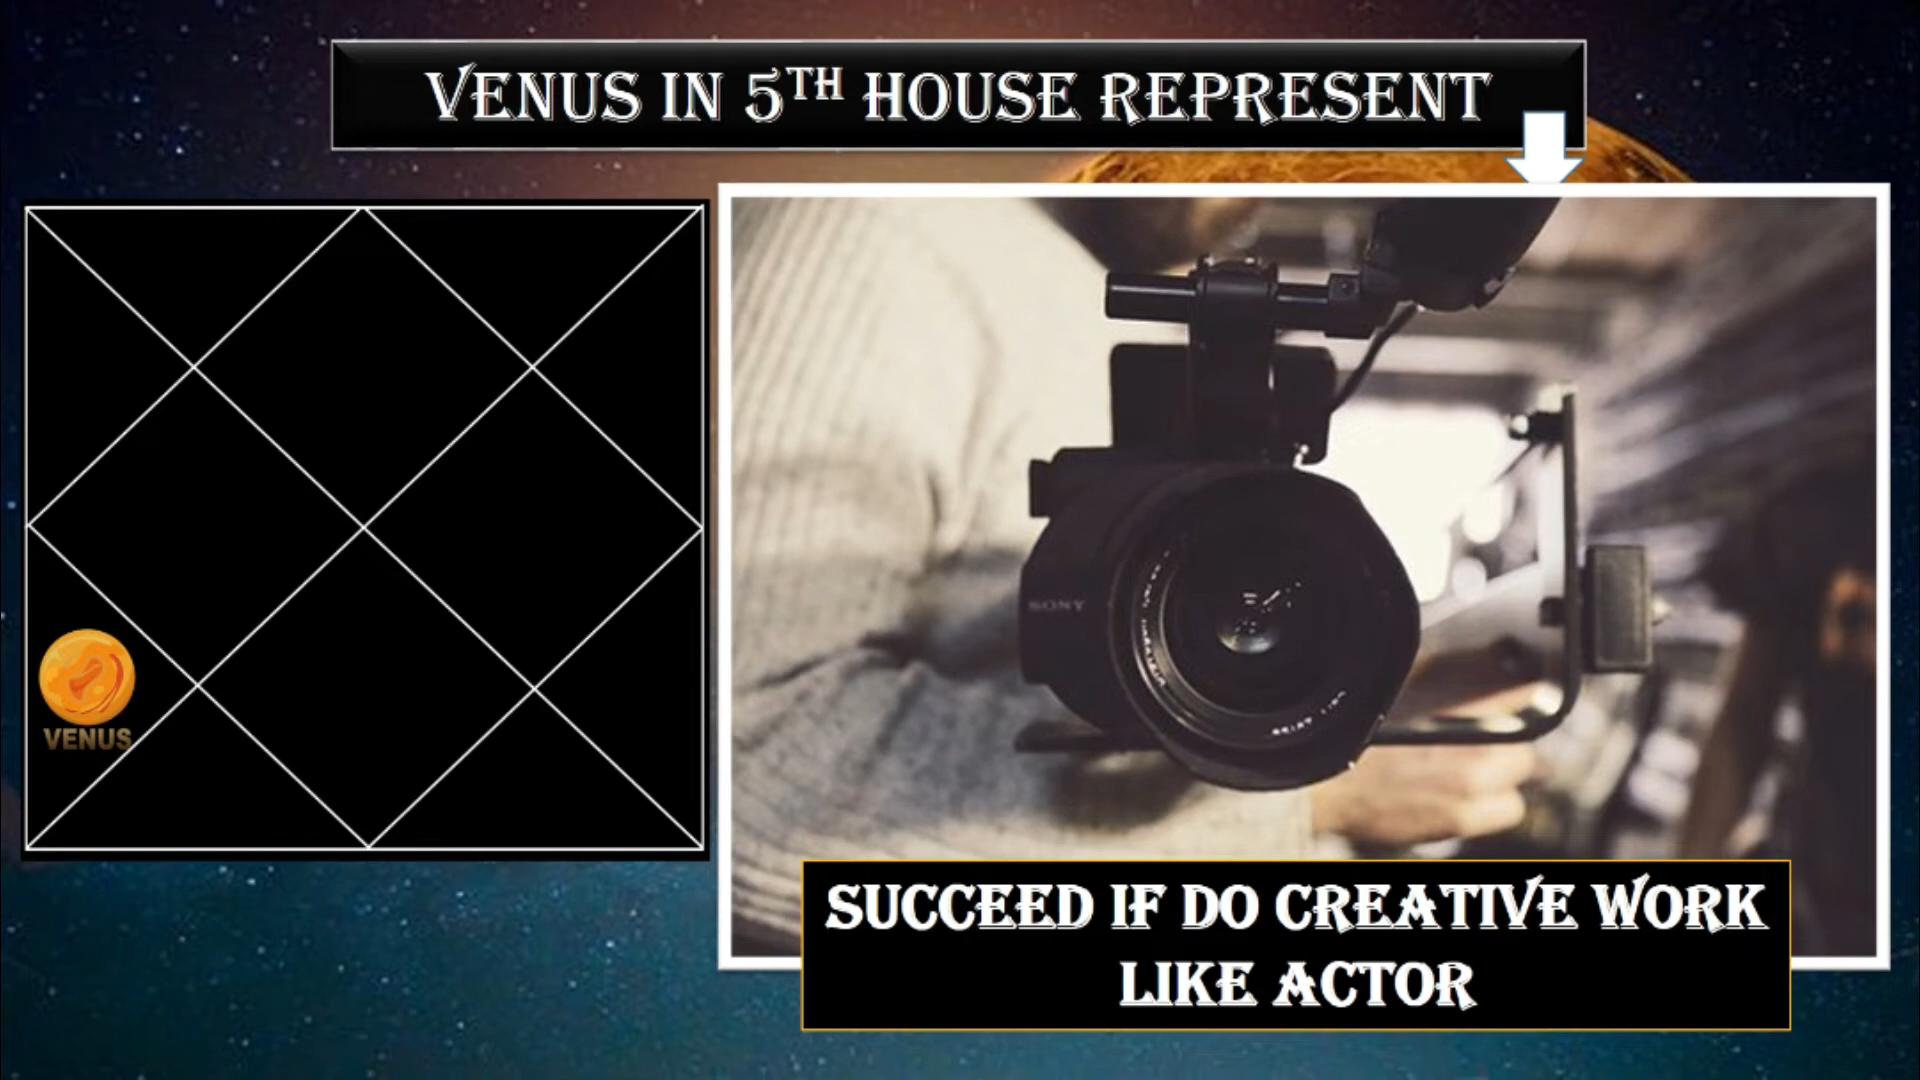 VENUS IN 5TH HOUSE REPRESENT
SONY
VENUS
SUCCEED IF DO CREATIVE WORK
LIKE ACTOR